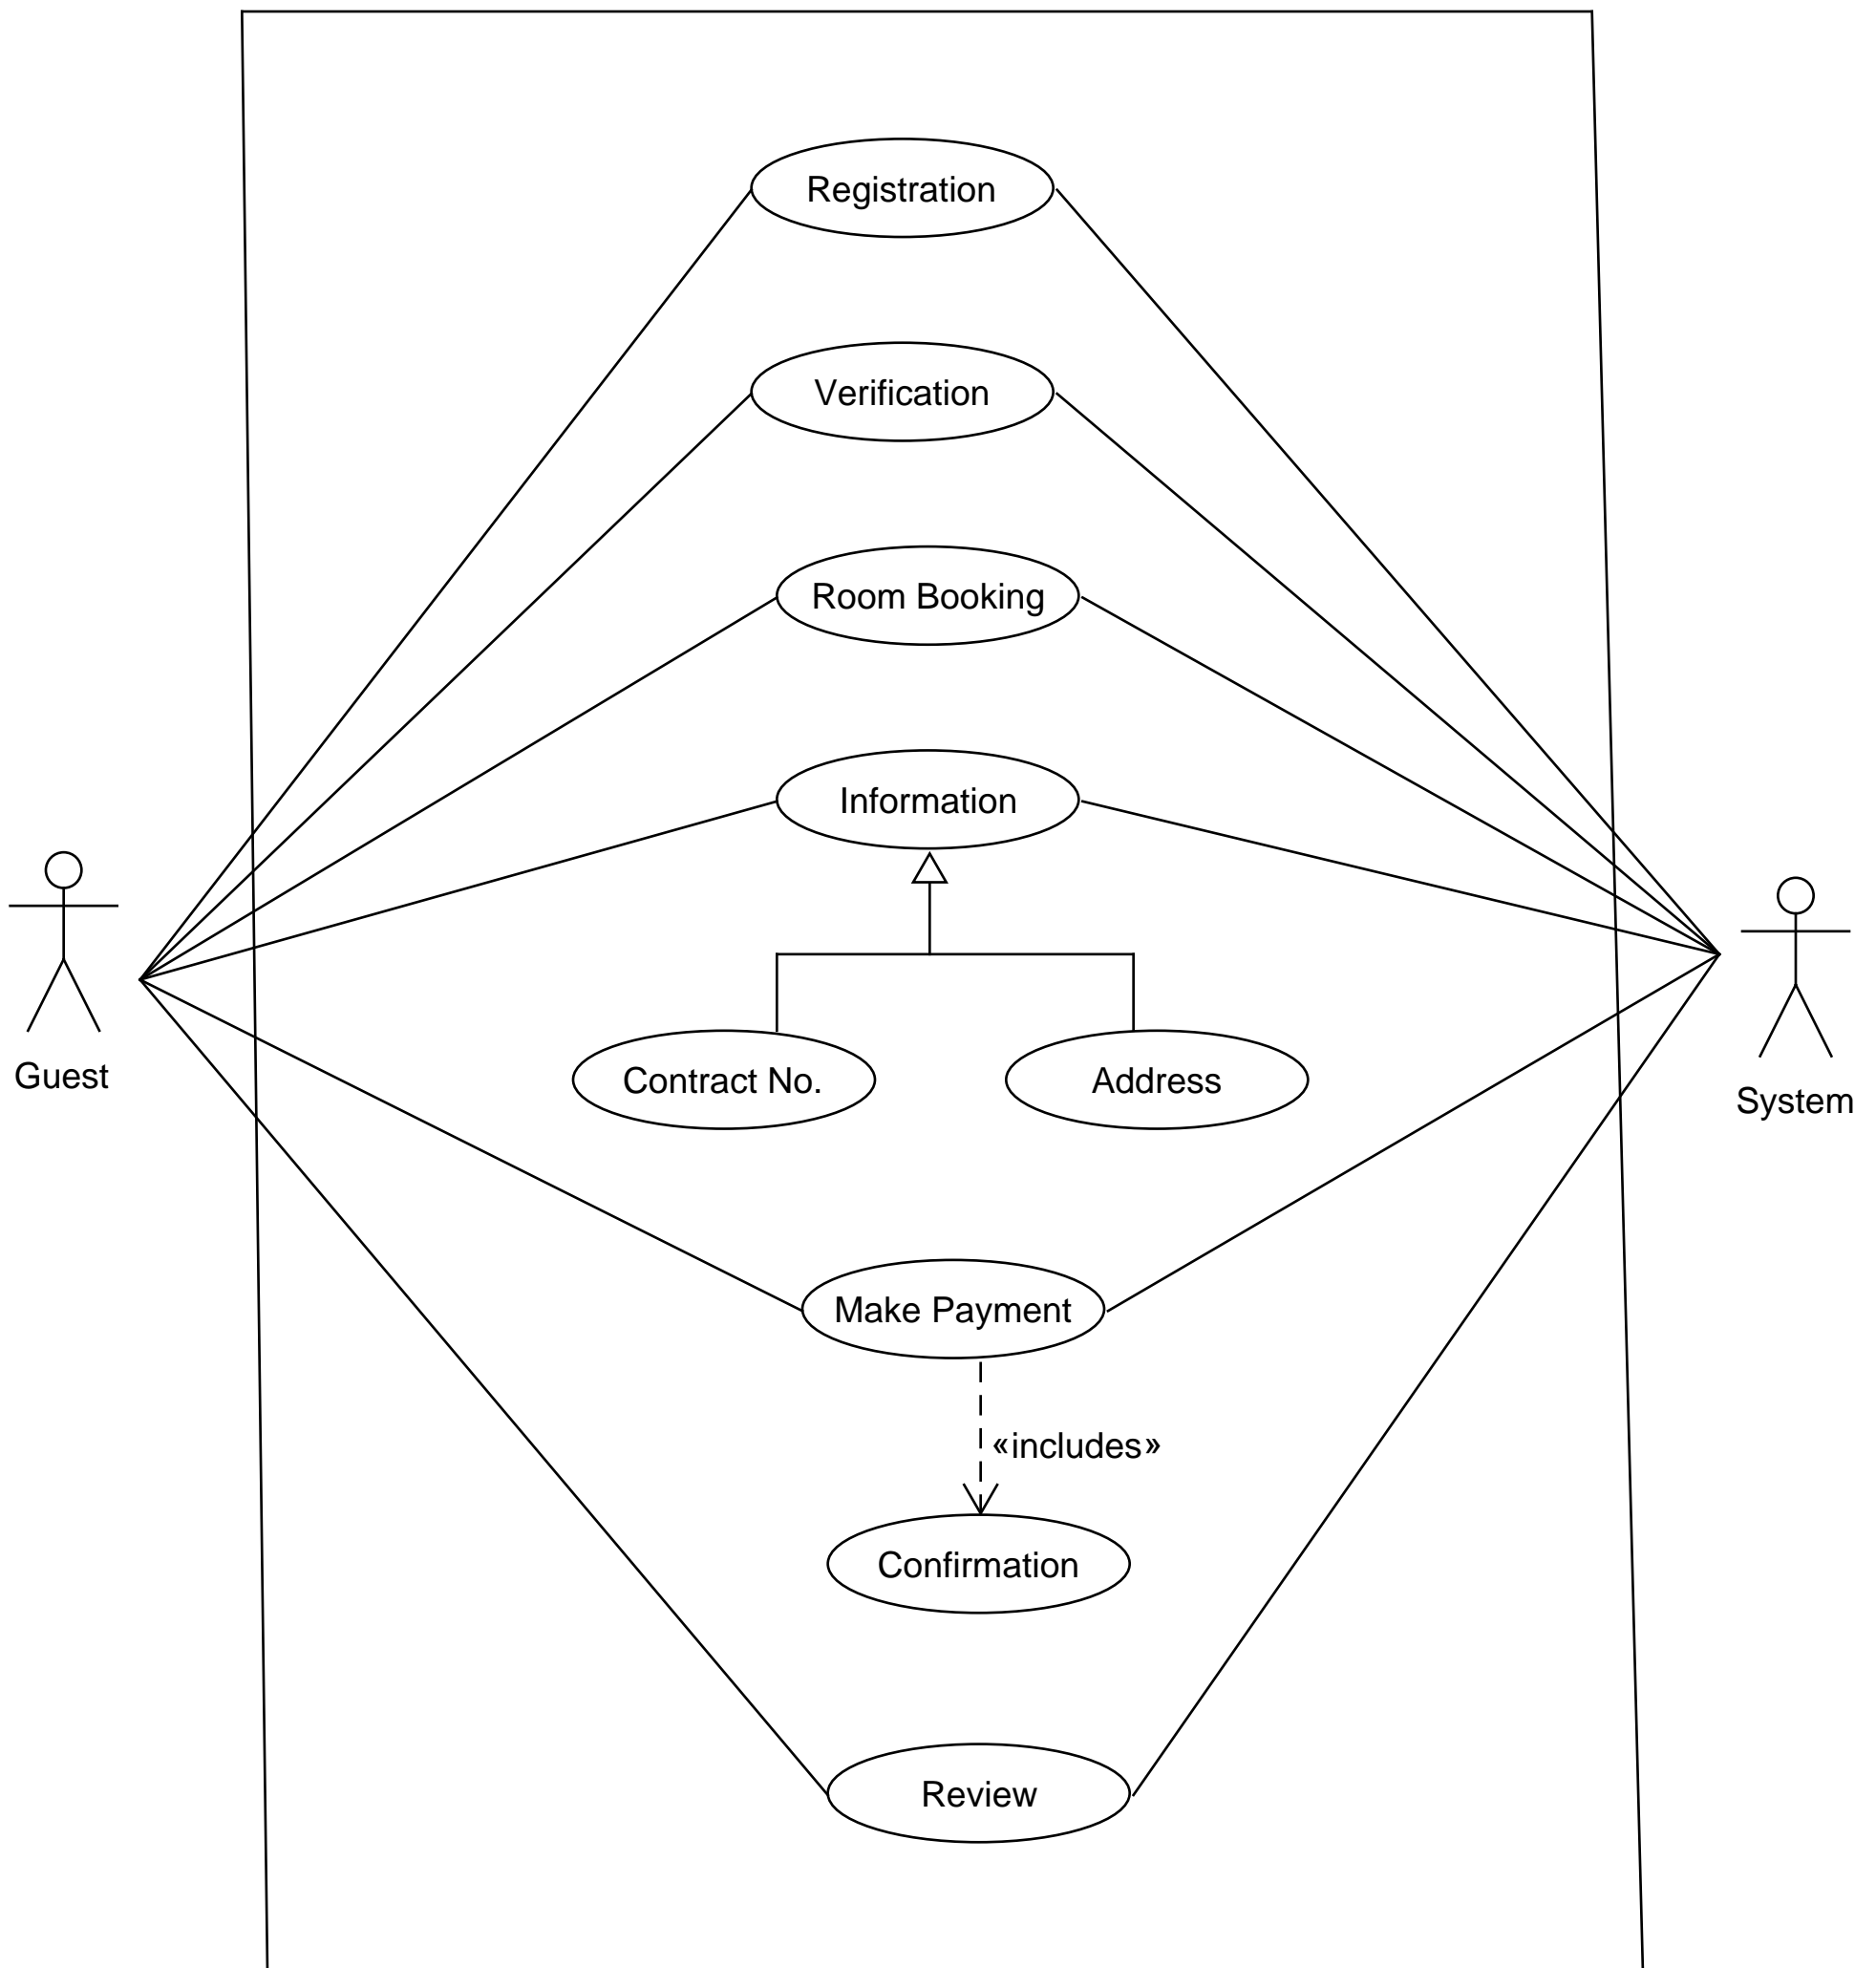 Registration
Verification
Room Booking
Information
Guest
Contract No.
Address
System
Make Payment
«includes»
Confirmation
Review